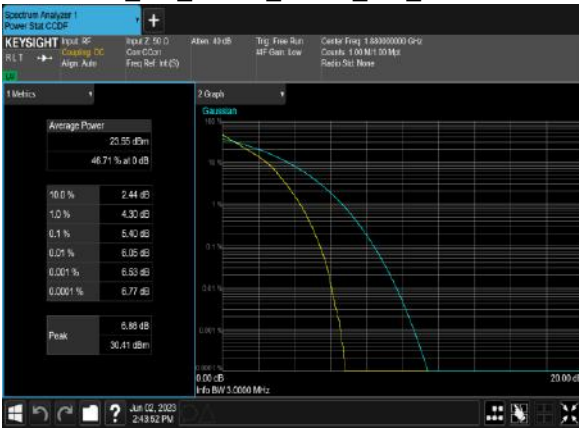 Spectrum Analyzer 1
Power Stat CCDF
+
KEYSIGHT
Input: RF
Coupling: DC
Align: Auto
Input Z: 50 Ω
Corr CCorr
Freq Ref: Int (S)
Atten: 40 dB
Trig: Free Run
#IF Gain: Low
Center Freq: 1.880000000 GHz
Counts: 1.00 M/1.00 Mpt
Radio Std: None
RLT
1 Metrics
2 Graph
Average Power
23.55 dBm
46.71 % at 0 dB
10.0 % 2.44 dB
1.0 % 4.30 dB
0.1 % 5.40 dB
0.01 % 6.05 dB
0.001 % 6.53 dB
0.0001 % 6.77 dB
Peak
6.86 dB
30.41 dBm
Gaussian
100 %
10 %
1 %
0.1 %
0.01 %
0.001 %
0.0001 %
0.00 dB
20.00 dB
Info BW 3.0000 MHz
?
Jun 02, 2023
2:43:52 PM